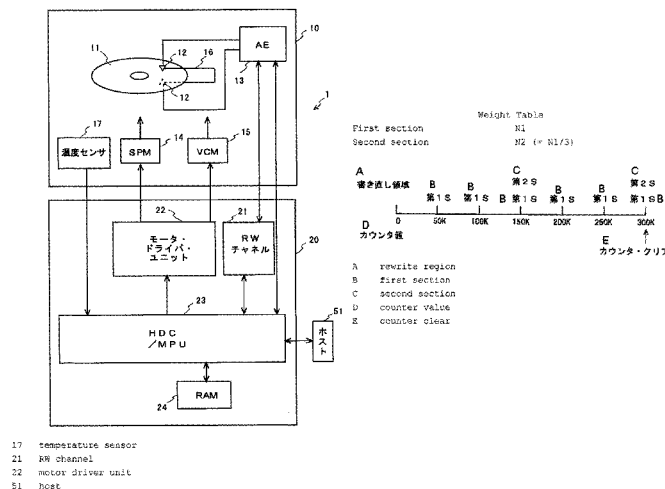 10
11
12
16
AE
13
12
1
17
温度センサ
SPM
14
VCM
15
22
モータ・
ドライバ・
ユニット
21
RW
チャネル
20
23
HDC
/MPU
51
ホスト
RAM
24
17 temperature sensor
21 RW channel
22 motor driver unit
51 host
Weight Table
First section N1
Second section N2 (= N1/3)
A
書き直し領域
B
第1S
B
第1S
B
C
第2S
第1S
B
第1S
B
第1S
C
第2S
第1S B
0 50K 100K 150K 200K 250K 300K
D
カウンタ値
E
カウンタ・クリア
A rewrite region
B first section
C second section
D counter value
E counter clear